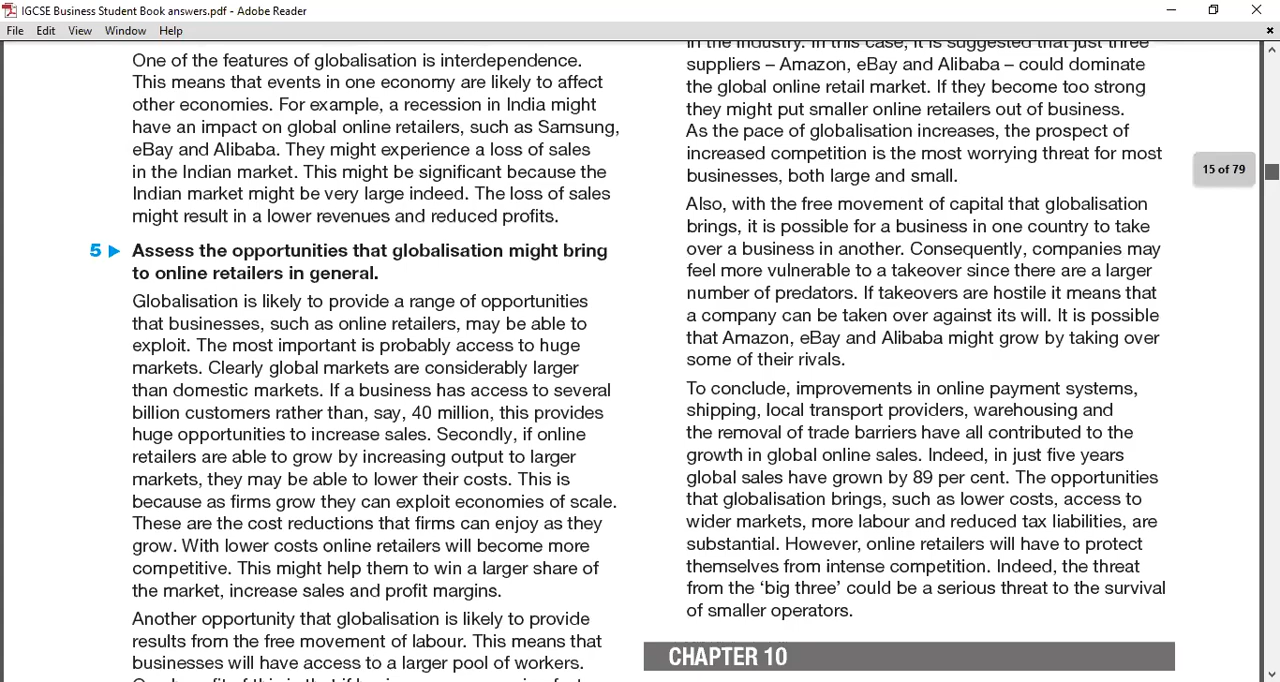 IGCSE Business Student Book answers.pdf - Adobe Reader
File Edit View Window Help
One of the features of globalisation is interdependence.
This means that events in one economy are likely to affect
other economies. For example, a recession in India might
have an impact on global online retailers, such as Samsung,
eBay and Alibaba. They might experience a loss of sales
in the Indian market. This might be significant because the
Indian market might be very large indeed. The loss of sales
might result in a lower revenues and reduced profits.
5 ▶ Assess the opportunities that globalisation might bring
to online retailers in general.
Globalisation is likely to provide a range of opportunities
that businesses, such as online retailers, may be able to
exploit. The most important is probably access to huge
markets. Clearly global markets are considerably larger
than domestic markets. If a business has access to several
billion customers rather than, say, 40 million, this provides
huge opportunities to increase sales. Secondly, if online
retailers are able to grow by increasing output to larger
markets, they may be able to lower their costs. This is
because as firms grow they can exploit economies of scale.
These are the cost reductions that firms can enjoy as they
grow. With lower costs online retailers will become more
competitive. This might help them to win a larger share of
the market, increase sales and profit margins.
Another opportunity that globalisation is likely to provide
results from the free movement of labour. This means that
businesses will have access to a larger pool of workers.
in the industry. In this case, it is suggested that just three
suppliers – Amazon, eBay and Alibaba – could dominate
the global online retail market. If they become too strong
they might put smaller online retailers out of business.
As the pace of globalisation increases, the prospect of
increased competition is the most worrying threat for most
businesses, both large and small.
Also, with the free movement of capital that globalisation
brings, it is possible for a business in one country to take
over a business in another. Consequently, companies may
feel more vulnerable to a takeover since there are a larger
number of predators. If takeovers are hostile it means that
a company can be taken over against its will. It is possible
that Amazon, eBay and Alibaba might grow by taking over
some of their rivals.
To conclude, improvements in online payment systems,
shipping, local transport providers, warehousing and
the removal of trade barriers have all contributed to the
growth in global online sales. Indeed, in just five years
global sales have grown by 89 per cent. The opportunities
that globalisation brings, such as lower costs, access to
wider markets, more labour and reduced tax liabilities, are
substantial. However, online retailers will have to protect
themselves from intense competition. Indeed, the threat
from the ‘big three’ could be a serious threat to the survival
of smaller operators.
CHAPTER 10
15 of 79